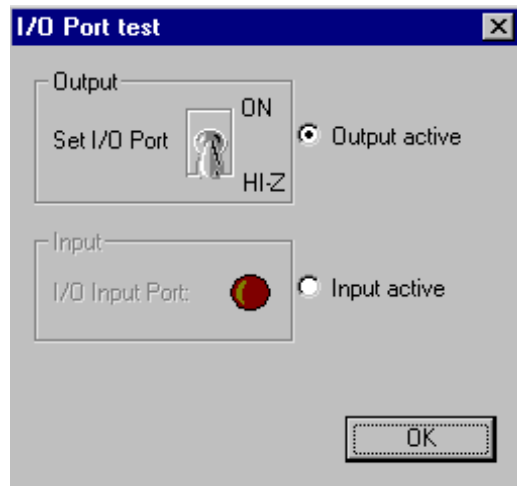 I/O Port test
Output
ON
Set I/O Port
Output active
HI-Z
Input
I/O Input Port:
Input active
OK